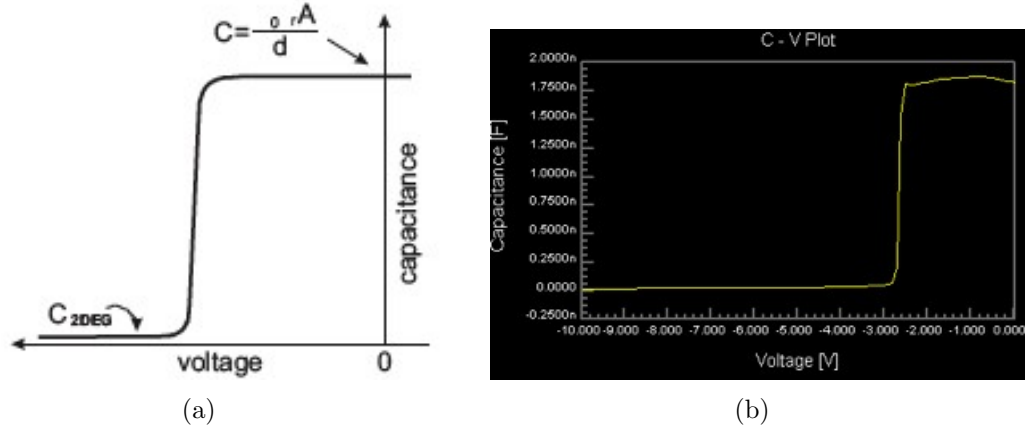 C= 0 r A
d
capacitance
C 2DEG
voltage
0
(a)
C - V Plot
Capacitance [F]
2.0000n
1.7500n
1.5000n
1.2500n
1.0000n
0.7500n
0.5000n
0.2500n
0.0000
-0.2500n
-10.000 -9.000 -8.000 -7.000 -6.000 -5.000 -4.000 -3.000 -2.000 -1.000 0.000
Voltage [V]
(b)